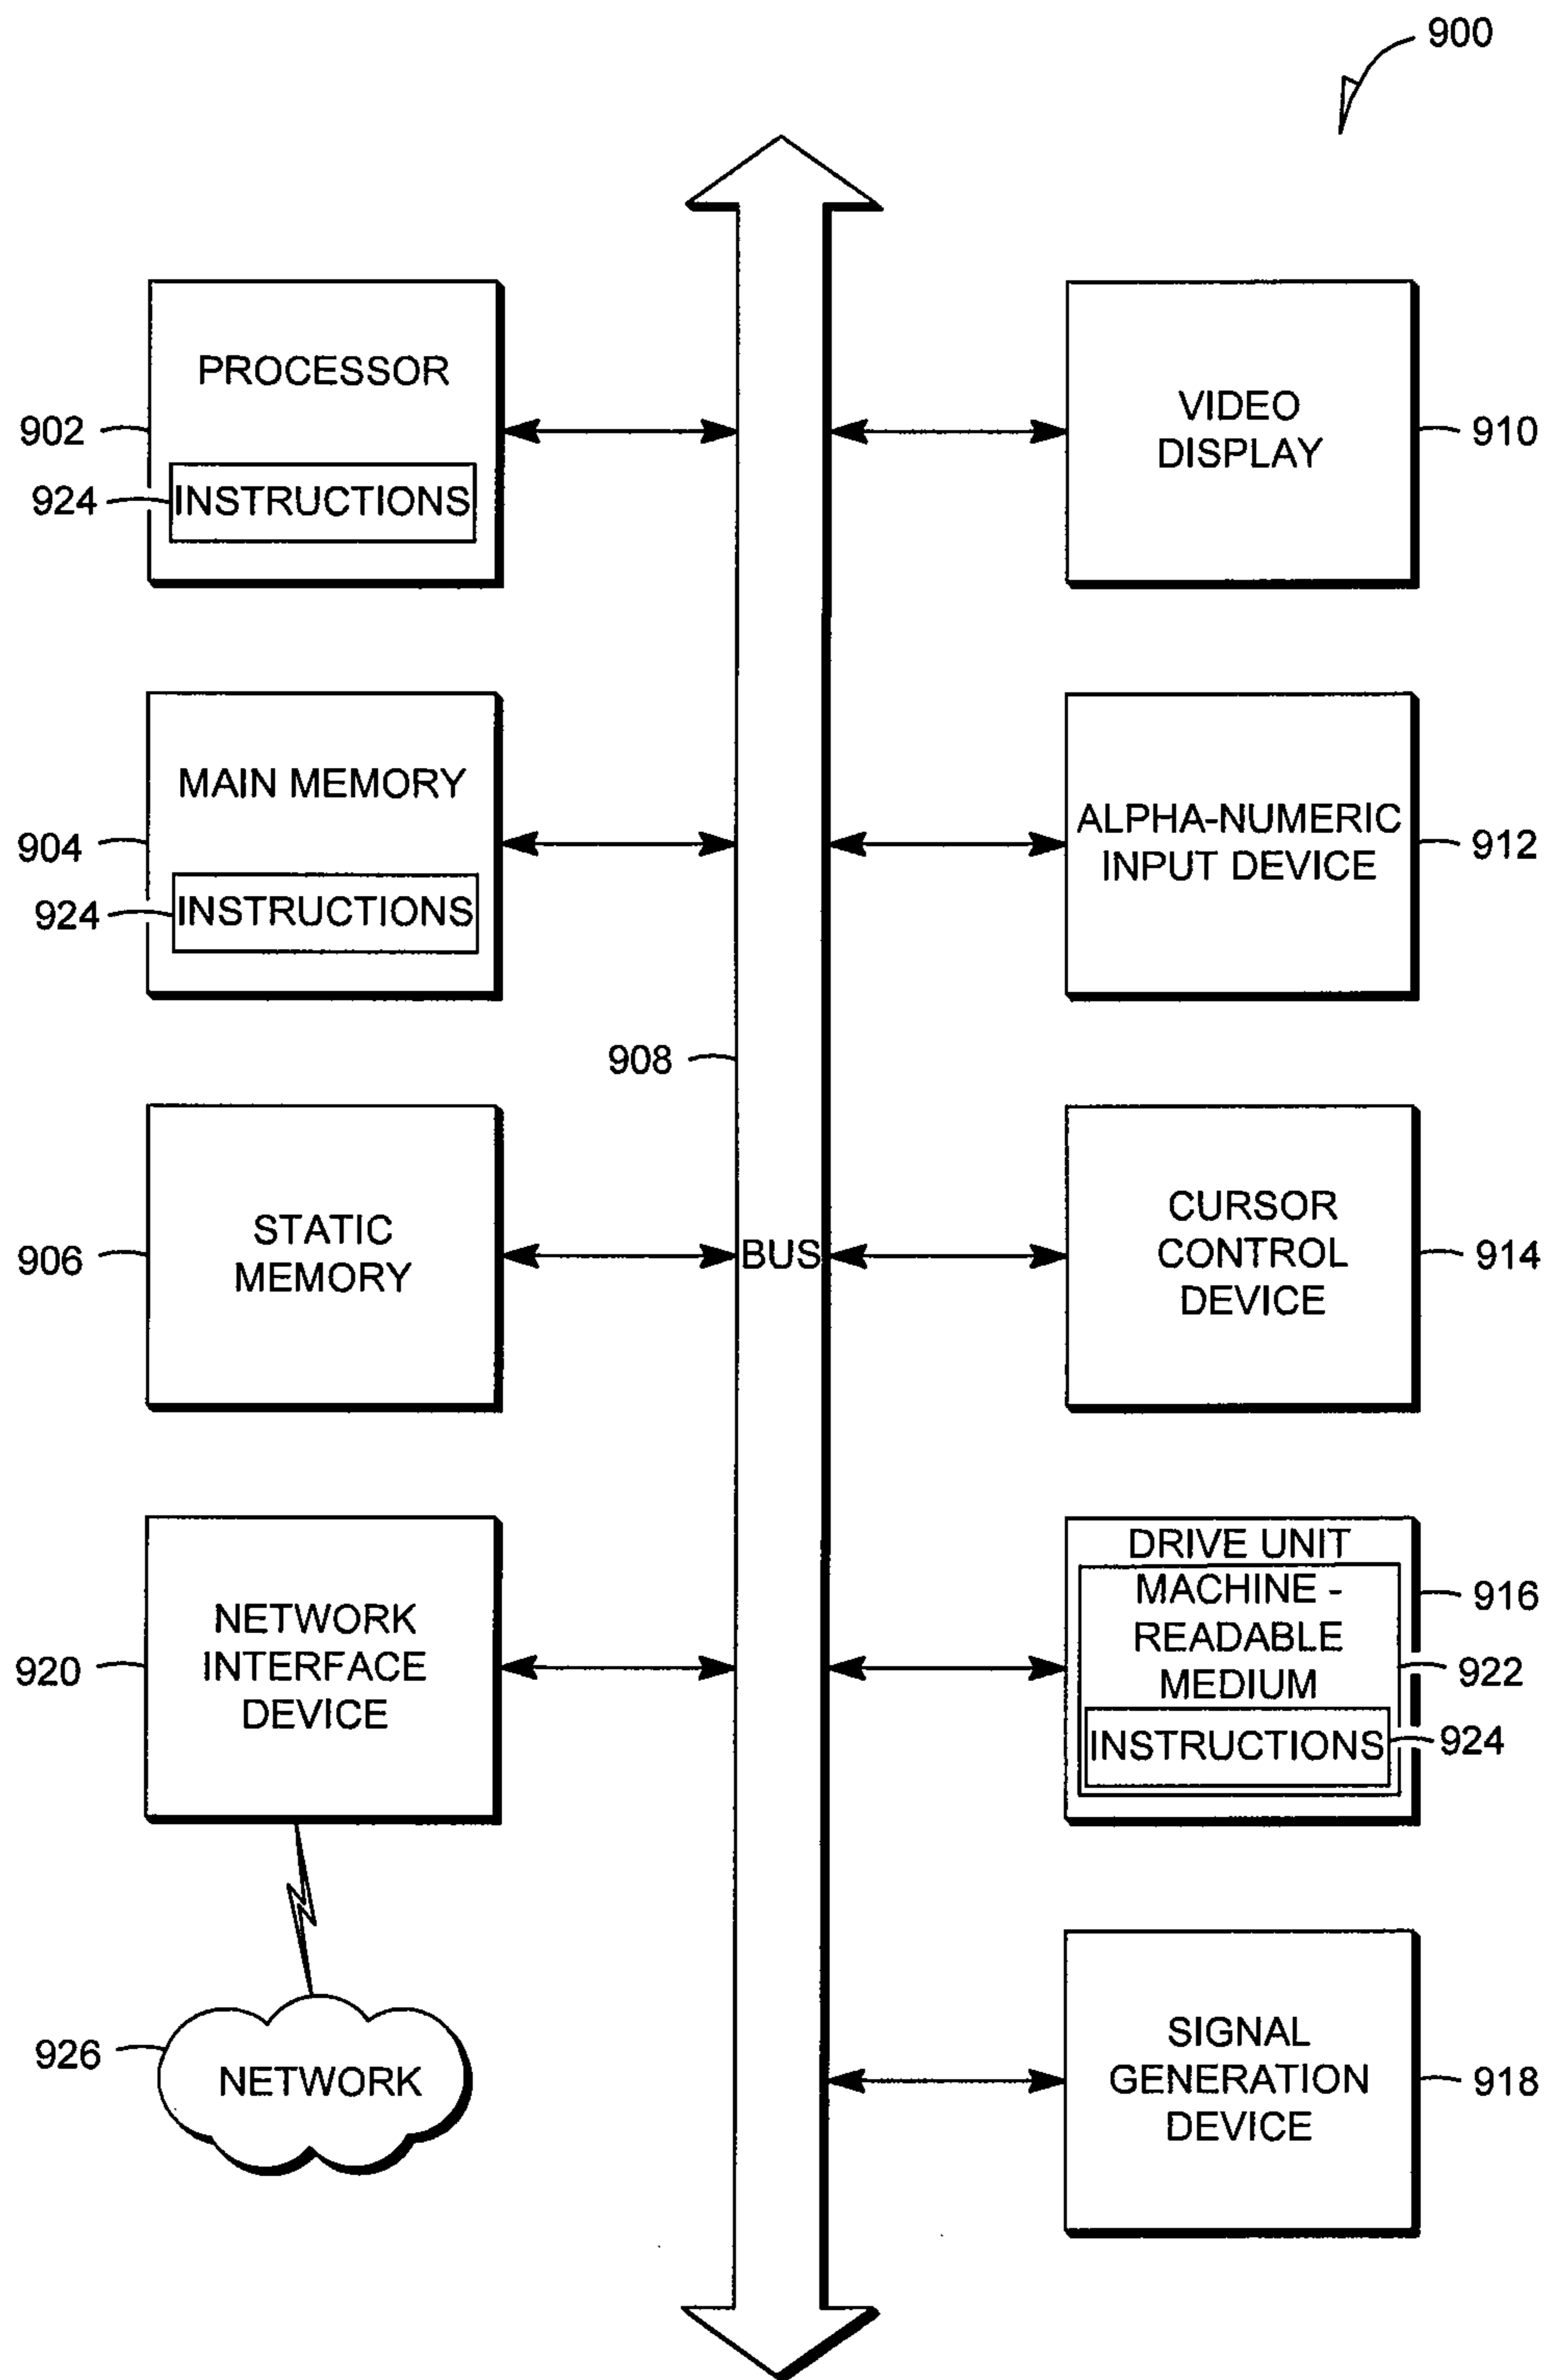 900
PROCESSOR
902
924
INSTRUCTIONS
VIDEO
DISPLAY
910
MAIN MEMORY
904
924
INSTRUCTIONS
ALPHA-NUMERIC
INPUT DEVICE
912
908
STATIC
MEMORY
906
BUS
CURSOR
CONTROL
DEVICE
914
NETWORK
INTERFACE
DEVICE
920
DRIVE UNIT
MACHINE -
READABLE
MEDIUM
916
922
INSTRUCTIONS
924
926
NETWORK
SIGNAL
GENERATION
DEVICE
918